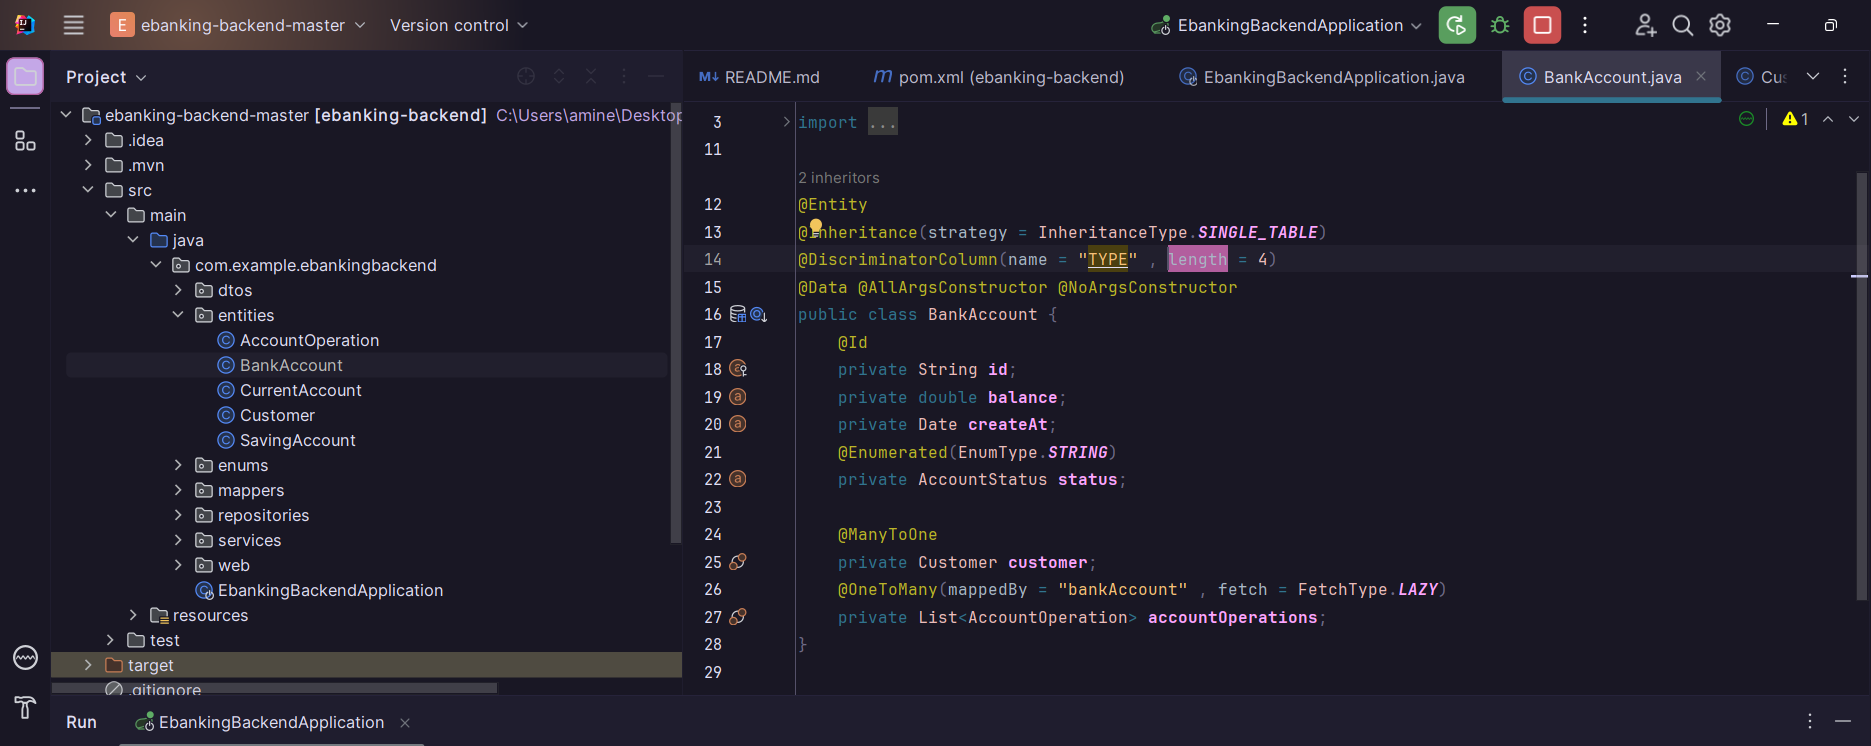 E ebanking-backend-master Version control EbankingBackendApplication
Project
README.md pom.xml (ebanking-backend) EbankingBackendApplication.java BankAccount.java
ebanking-backend-master [ebanking-backend] C:\Users\amine\Desktop
.idea
.mvn
src
main
java
com.example.ebankingbackend
dtos
entities
AccountOperation
BankAccount
CurrentAccount
Customer
SavingAccount
enums
mappers
repositories
services
web
EbankingBackendApplication
resources
test
target
.gitignore
1
3 import ...
11
2 inheritors
12 @Entity
13 @Inheritance(strategy = InheritanceType.SINGLE_TABLE)
14 @DiscriminatorColumn(name = "TYPE" , length = 4)
15 @Data @AllArgsConstructor @NoArgsConstructor
16 public class BankAccount {
17 @Id
18 private String id;
19 private double balance;
20 private Date createAt;
21 @Enumerated(EnumType.STRING)
22 private AccountStatus status;
23
24 @ManyToOne
25 private Customer customer;
26 @OneToMany(mappedBy = "bankAccount" , fetch = FetchType.LAZY)
27 private List<AccountOperation> accountOperations;
28 }
29
Run EbankingBackendApplication